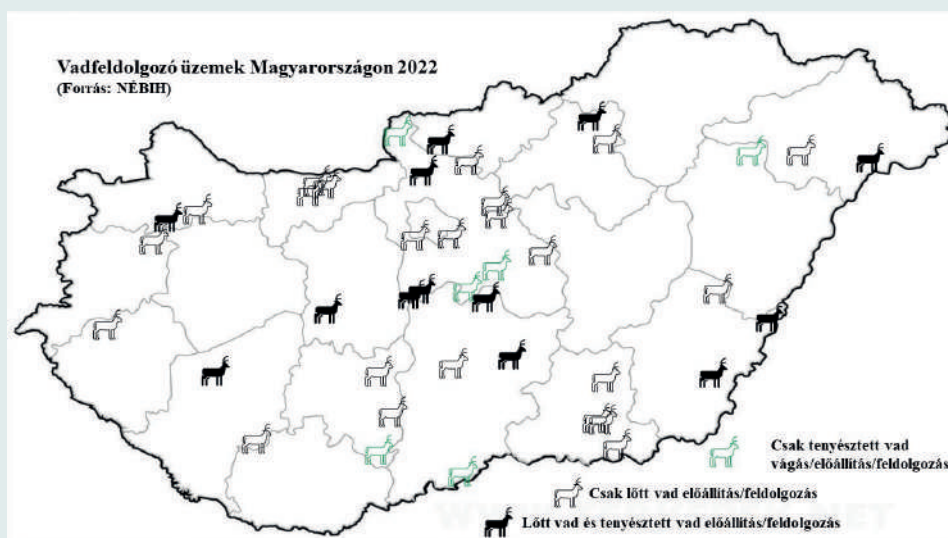 Vadfeldolgozó üzemek Magyarországon 2022
(Forrás: NÉBIH)
Csak tenyésztett vad
vágás/előállítás/feldolgozás
Csak lőtt vad előállítás/feldolgozás
Lőtt vad és tenyésztett vad előállítás/feldolgozás